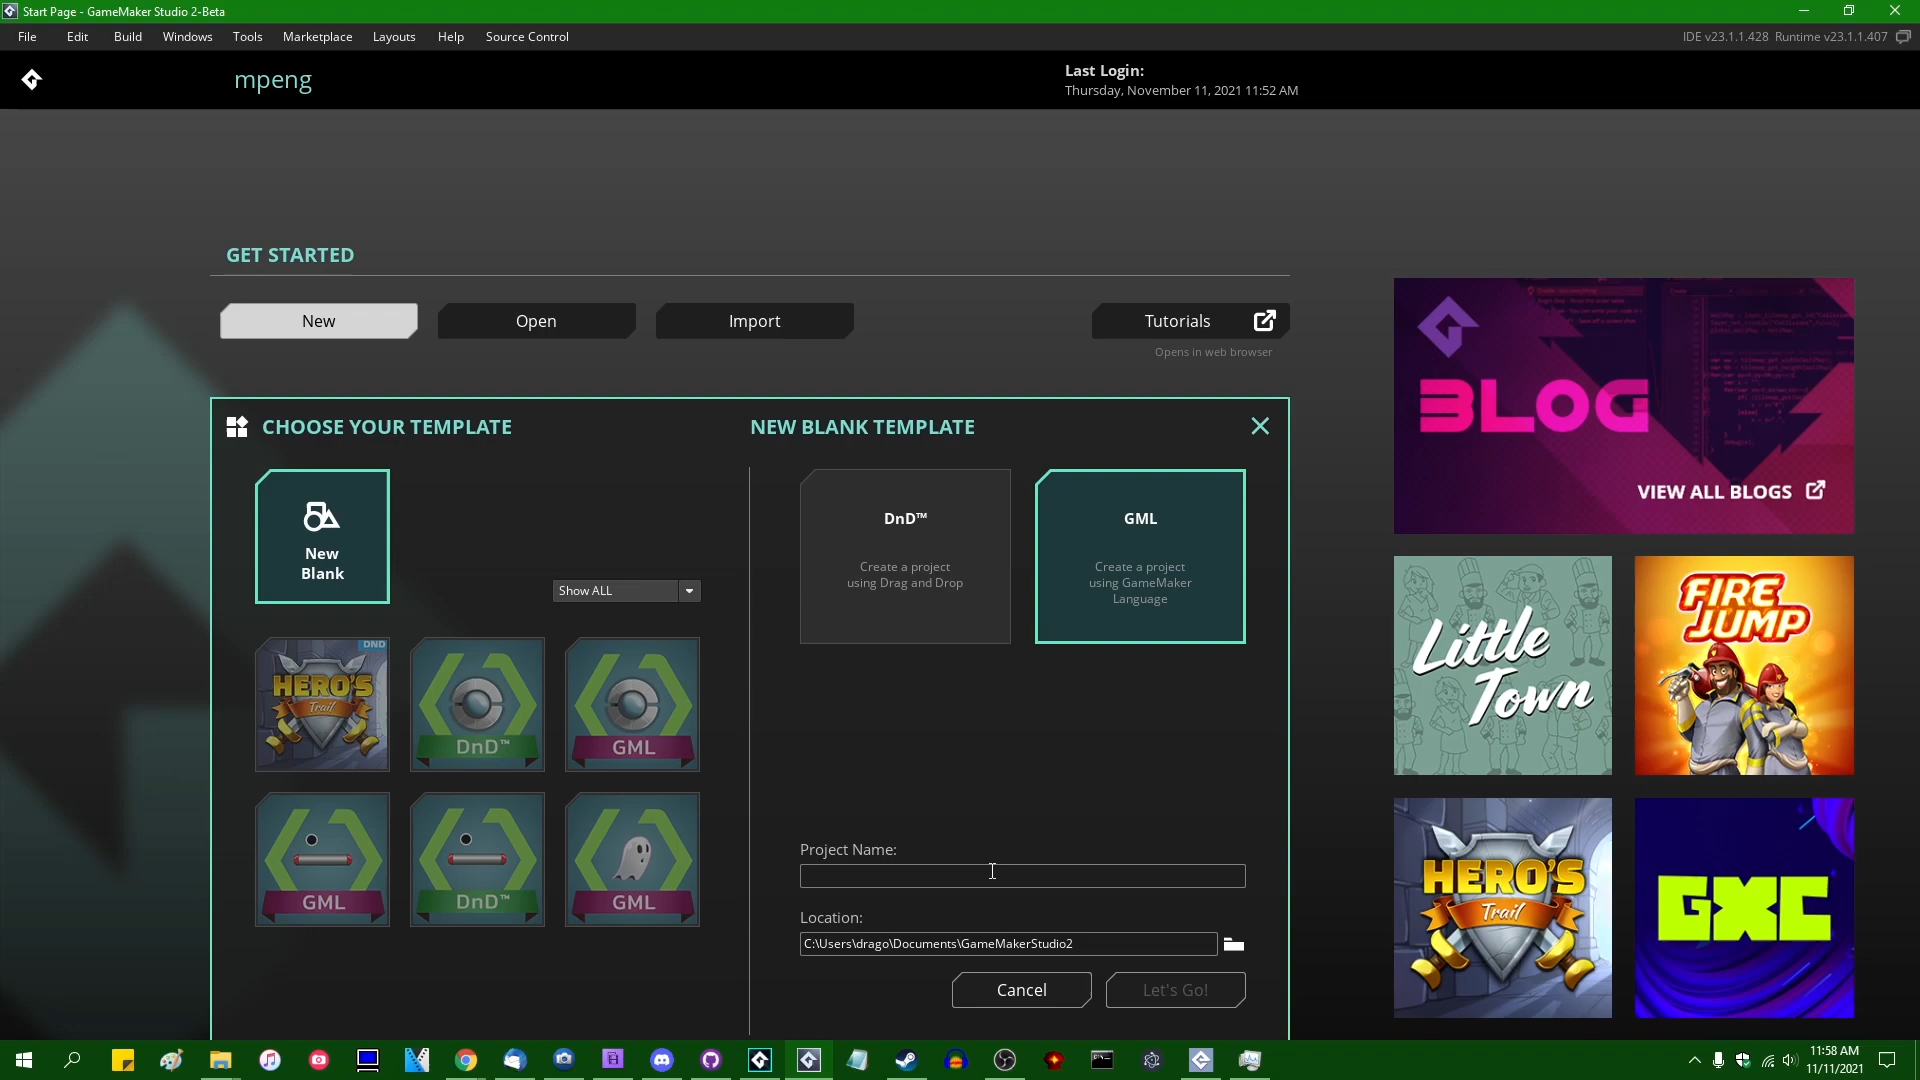 Start Page - GameMaker Studio 2-Beta
File Edit Build Windows Tools Marketplace Layouts Help Source Control IDE v23.1.1.428 Runtime v23.1.1.407
mpeng
Last Login:
Thursday, November 11, 2021 11:52 AM
GET STARTED
New Open Import Tutorials
Opens in web browser
CHOOSE YOUR TEMPLATE
NEW BLANK TEMPLATE
New
Blank
Show ALL
DnD™
Create a project
using Drag and Drop
GML
Create a project
using GameMaker
Language
DND
HERO'S
Trail
DnD™
GML
GML
DnD™
GML
Project Name:
Location:
C:\Users\drago\Documents\GameMakerStudio2
Cancel Let's Go!
BLOG
VIEW ALL BLOGS
Little
Town
FIRE
JUMP
HERO'S
Trail
GXC
11:58 AM
11/11/2021